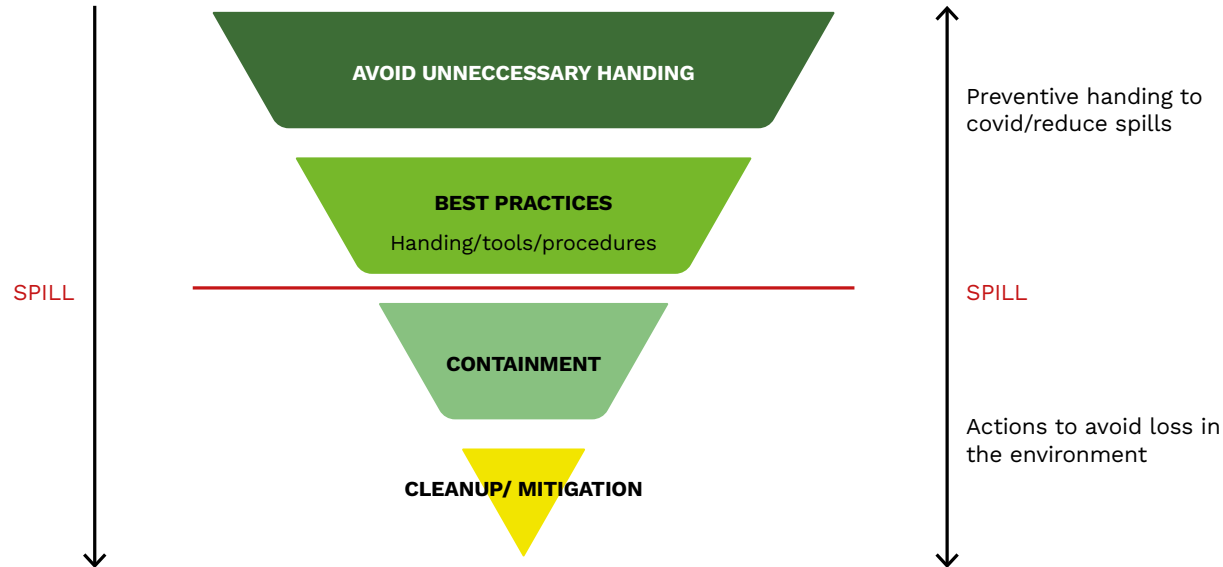 AVOID UNNECCESSARY HANDING
Preventive handing to
covid/reduce spills
BEST PRACTICES
Handing/tools/procedures
SPILL
SPILL
CONTAINMENT
Actions to avoid loss in
the environment
CLEANUP/ MITIGATION